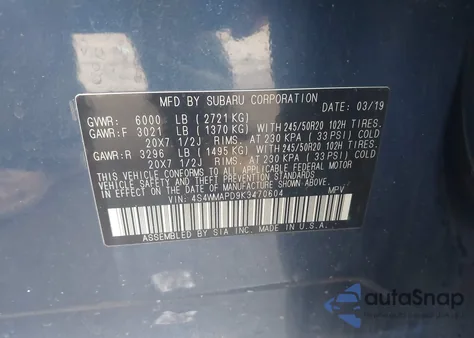 MFD BY SUBARU CORPORATION DATE 03/19
GVWR: 6000 LB (2721 KG)
GAWR:F 3021 LB (1370 KG) WITH 245/50R20 102H TIRES,
20X7 1/2J RIMS, AT 230 KPA (33 PSI) COLD
GAWR:R 3296 LB (1495 KG) WITH 245/50R20 102H TIRES,
20X7 1/2J RIMS, AT 230 KPA (33 PSI) COLD
THIS VEHICLE CONFORMS TO ALL APPLICABLE FEDERAL MOTOR
VEHICLE SAFETY AND BUMPER STANDARDS
IN EFFECT ON THE DATE OF MANUFACTURE SHOWN ABOVE.
VIN: 4S4WMAPD9K3470604 MPV
ASSEMBLED BY SIA INC. MADE IN U.S.A.
autoSnap